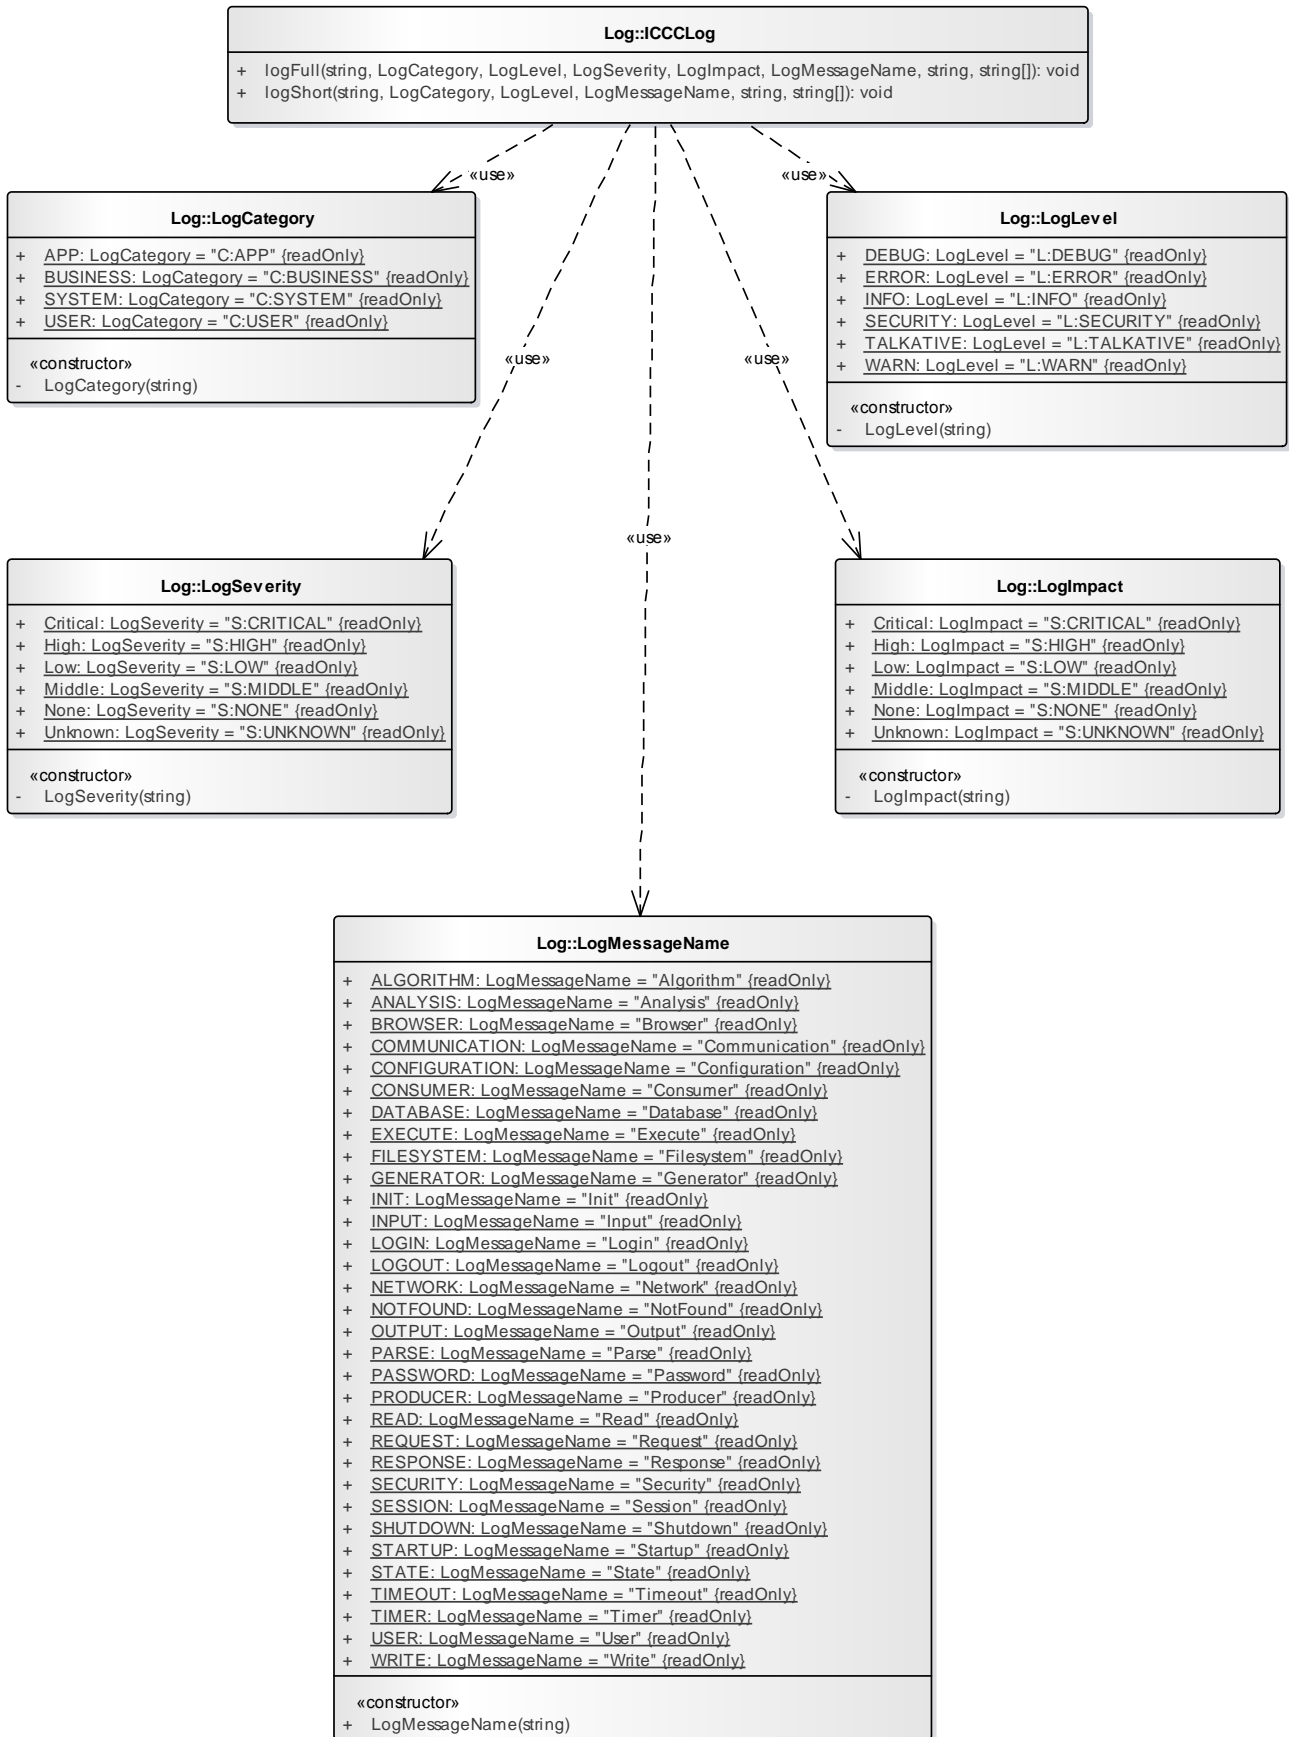 Log::ICCCLog
+ logFull(string, LogCategory, LogLevel, LogSeverity, LogImpact, LogMessageName, string, string[]): void
+ logShort(string, LogCategory, LogLevel, LogMessageName, string, string[]): void
«use»
«use»
Log::LogCategory
+ APP: LogCategory = "C:APP" {readOnly}
+ BUSINESS: LogCategory = "C:BUSINESS" {readOnly}
+ SYSTEM: LogCategory = "C:SYSTEM" {readOnly}
+ USER: LogCategory = "C:USER" {readOnly}
«constructor»
- LogCategory(string)
Log::LogLevel
+ DEBUG: LogLevel = "L:DEBUG" {readOnly}
+ ERROR: LogLevel = "L:ERROR" {readOnly}
+ INFO: LogLevel = "L:INFO" {readOnly}
+ SECURITY: LogLevel = "L:SECURITY" {readOnly}
+ TALKATIVE: LogLevel = "L:TALKATIVE" {readOnly}
+ WARN: LogLevel = "L:WARN" {readOnly}
«constructor»
- LogLevel(string)
«use»
«use»
«use»
Log::LogSeverity
+ Critical: LogSeverity = "S:CRITICAL" {readOnly}
+ High: LogSeverity = "S:HIGH" {readOnly}
+ Low: LogSeverity = "S:LOW" {readOnly}
+ Middle: LogSeverity = "S:MIDDLE" {readOnly}
+ None: LogSeverity = "S:NONE" {readOnly}
+ Unknown: LogSeverity = "S:UNKNOWN" {readOnly}
«constructor»
- LogSeverity(string)
Log::LogImpact
+ Critical: LogImpact = "S:CRITICAL" {readOnly}
+ High: LogImpact = "S:HIGH" {readOnly}
+ Low: LogImpact = "S:LOW" {readOnly}
+ Middle: LogImpact = "S:MIDDLE" {readOnly}
+ None: LogImpact = "S:NONE" {readOnly}
+ Unknown: LogImpact = "S:UNKNOWN" {readOnly}
«constructor»
- LogImpact(string)
Log::LogMessageName
+ ALGORITHM: LogMessageName = "Algorithm" {readOnly}
+ ANALYSIS: LogMessageName = "Analysis" {readOnly}
+ BROWSER: LogMessageName = "Browser" {readOnly}
+ COMMUNICATION: LogMessageName = "Communication" {readOnly}
+ CONFIGURATION: LogMessageName = "Configuration" {readOnly}
+ CONSUMER: LogMessageName = "Consumer" {readOnly}
+ DATABASE: LogMessageName = "Database" {readOnly}
+ EXECUTE: LogMessageName = "Execute" {readOnly}
+ FILESYSTEM: LogMessageName = "Filesystem" {readOnly}
+ GENERATOR: LogMessageName = "Generator" {readOnly}
+ INIT: LogMessageName = "Init" {readOnly}
+ INPUT: LogMessageName = "Input" {readOnly}
+ LOGIN: LogMessageName = "Login" {readOnly}
+ LOGOUT: LogMessageName = "Logout" {readOnly}
+ NETWORK: LogMessageName = "Network" {readOnly}
+ NOTFOUND: LogMessageName = "NotFound" {readOnly}
+ OUTPUT: LogMessageName = "Output" {readOnly}
+ PARSE: LogMessageName = "Parse" {readOnly}
+ PASSWORD: LogMessageName = "Password" {readOnly}
+ PRODUCER: LogMessageName = "Producer" {readOnly}
+ READ: LogMessageName = "Read" {readOnly}
+ REQUEST: LogMessageName = "Request" {readOnly}
+ RESPONSE: LogMessageName = "Response" {readOnly}
+ SECURITY: LogMessageName = "Security" {readOnly}
+ SESSION: LogMessageName = "Session" {readOnly}
+ SHUTDOWN: LogMessageName = "Shutdown" {readOnly}
+ STARTUP: LogMessageName = "Startup" {readOnly}
+ STATE: LogMessageName = "State" {readOnly}
+ TIMEOUT: LogMessageName = "Timeout" {readOnly}
+ TIMER: LogMessageName = "Timer" {readOnly}
+ USER: LogMessageName = "User" {readOnly}
+ WRITE: LogMessageName = "Write" {readOnly}
«constructor»
+ LogMessageName(string)